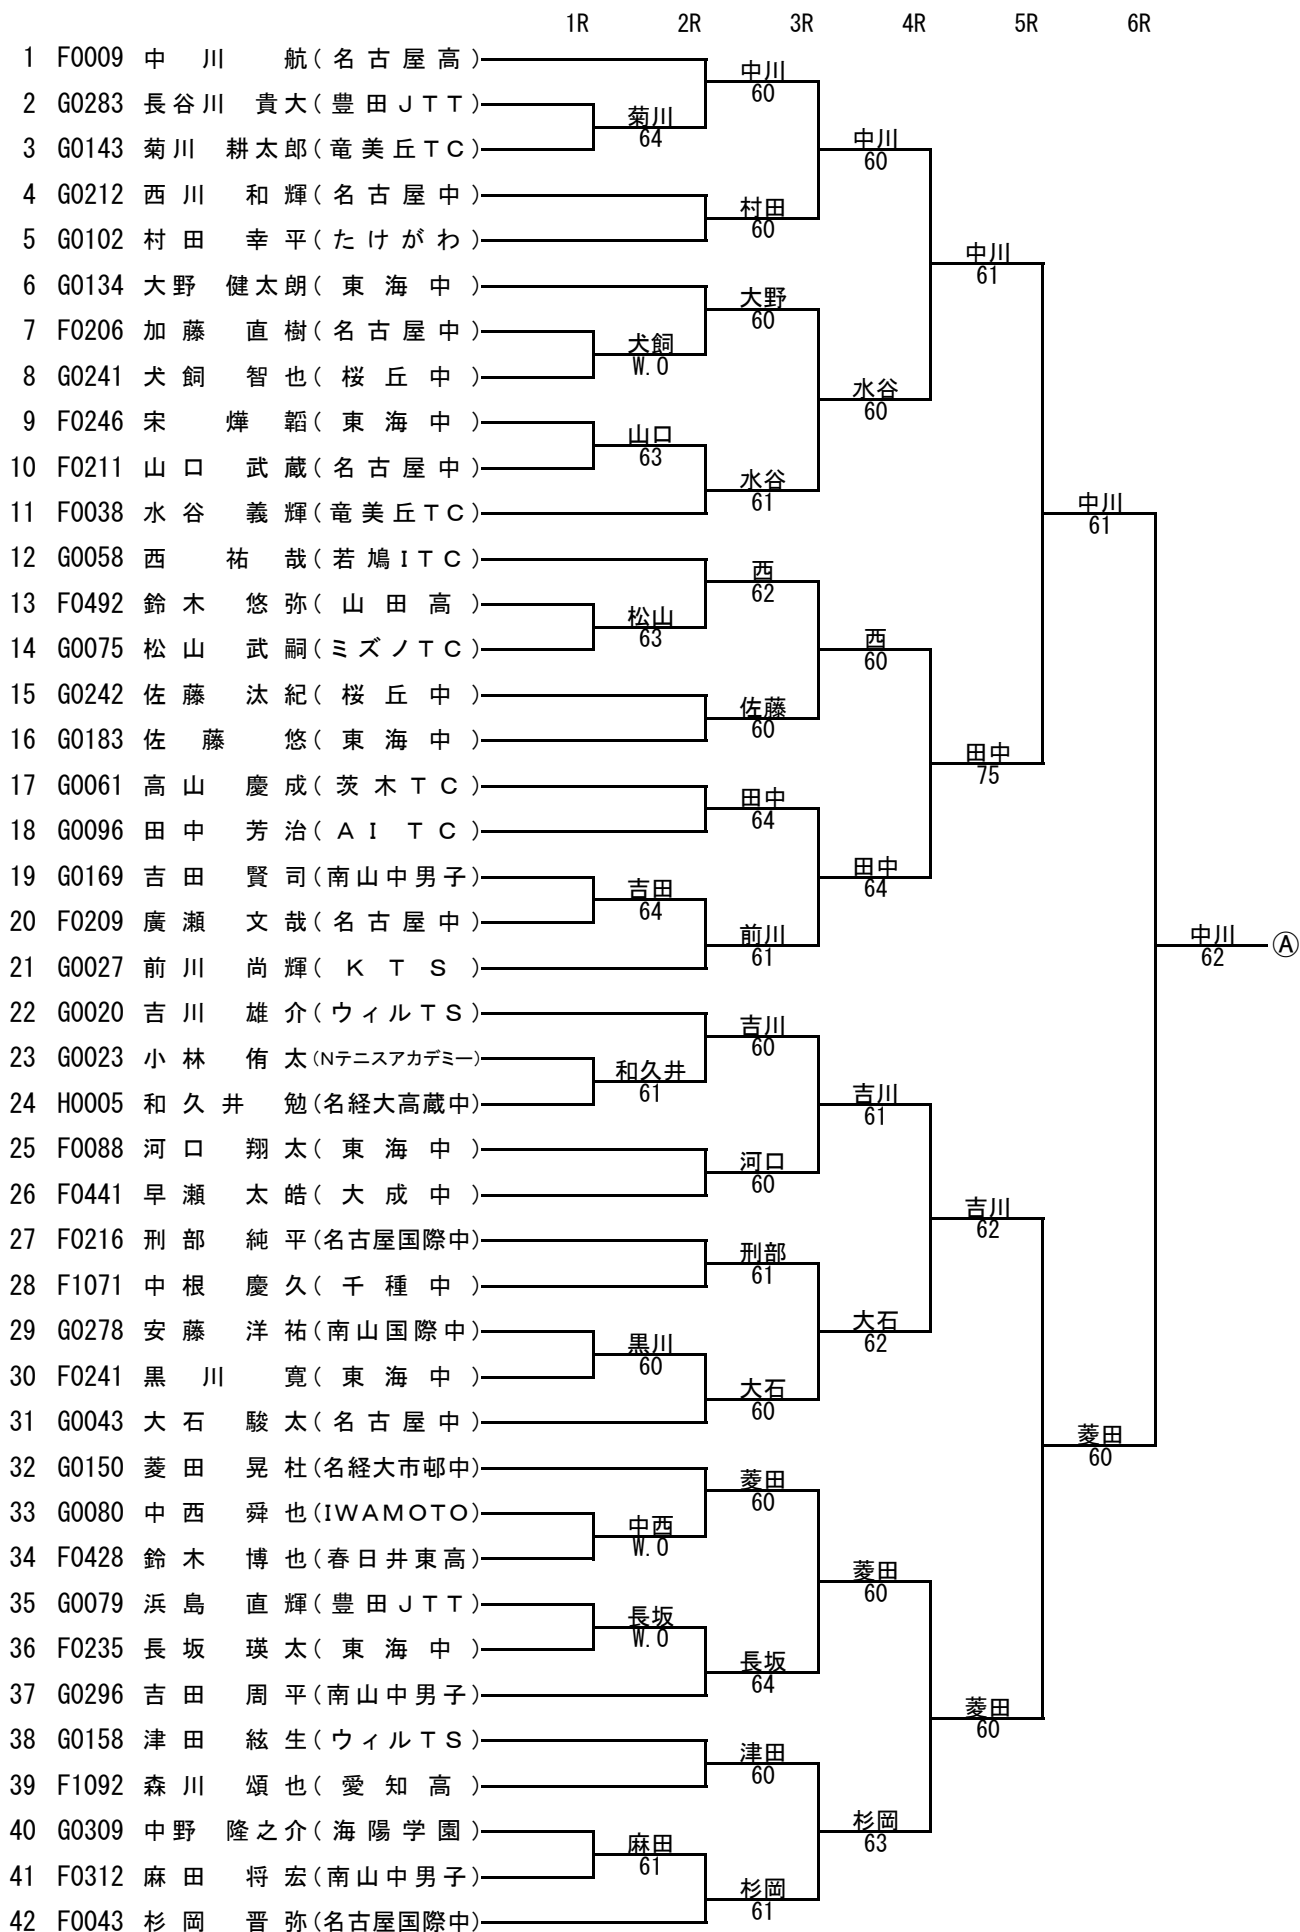 1R 2R 3R 4R 5R 6R
1 F0009 中川 航(名古屋高)
2 G0283 長谷川 貴大(豊田JTT)
3 G0143 菊川 耕太郎(竜美丘TC)
4 G0212 西川 和輝(名古屋中)
5 G0102 村田 幸平(たけがわ)
6 G0134 大野 健太朗(東海中)
7 F0206 加藤 直樹(名古屋中)
8 G0241 犬飼 智也(桜丘中)
9 F0246 宋 燁韜(東海中)
10 F0211 山口 武蔵(名古屋中)
11 F0038 水谷 義輝(竜美丘TC)
12 G0058 西 祐哉(若鳩ITC)
13 F0492 鈴木 悠弥(山田高)
14 G0075 松山 武嗣(ミズノTC)
15 G0242 佐藤 汰紀(桜丘中)
16 G0183 佐藤 悠(東海中)
17 G0061 高山 慶成(茨木TC)
18 G0096 田中 芳治(AI TC)
19 G0169 吉田 賢司(南山中男子)
20 F0209 廣瀬 文哉(名古屋中)
21 G0027 前川 尚輝(KTS)
22 G0020 吉川 雄介(ウィルTS)
23 G0023 小林 侑太(Nテニスアカデミー)
24 H0005 和久井 勉(名経大高蔵中)
25 F0088 河口 翔太(東海中)
26 F0441 早瀬 太皓(大成中)
27 F0216 刑部 純平(名古屋国際中)
28 F1071 中根 慶久(千種中)
29 G0278 安藤 洋祐(南山国際中)
30 F0241 黒川 寛(東海中)
31 G0043 大石 駿太(名古屋中)
32 G0150 菱田 晃杜(名経大市邨中)
33 G0080 中西 舜也(IWAMOTO)
34 F0428 鈴木 博也(春日井東高)
35 G0079 浜島 直輝(豊田JTT)
36 F0235 長坂 瑛太(東海中)
37 G0296 吉田 周平(南山中男子)
38 G0158 津田 絃生(ウィルTS)
39 F1092 森川 頌也(愛知高)
40 G0309 中野 隆之介(海陽学園)
41 F0312 麻田 将宏(南山中男子)
42 F0043 杉岡 晋弥(名古屋国際中)
菊川
64
犬飼
W.O
山口
63
松山
63
吉田
64
和久井
61
黒川
60
中西
W.O
長坂
W.O
麻田
61
中川
60
村田
60
大野
60
水谷
61
西
62
佐藤
60
田中
64
前川
61
吉川
60
河口
60
刑部
61
大石
60
菱田
60
長坂
64
津田
60
杉岡
61
中川
60
水谷
60
西
60
田中
64
吉川
61
大石
62
菱田
60
杉岡
63
中川
61
田中
75
吉川
62
菱田
60
中川
61
菱田
60
中川
62
Ⓐ